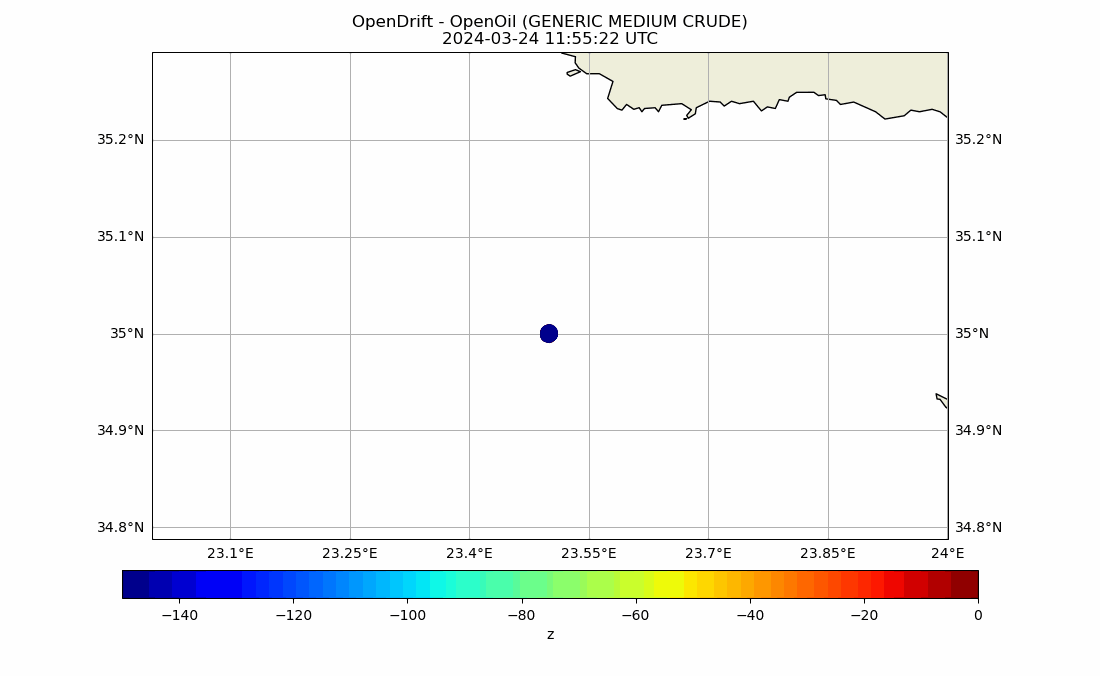 OpenDrift - OpenOil (GENERIC MEDIUM CRUDE)
2024-03-24 11:55:22 UTC
35.2°N 35.2°N
35.1°N 35.1°N
35°N 35°N
34.9°N 34.9°N
34.8°N 34.8°N
23.1°E 23.25°E 23.4°E 23.55°E 23.7°E 23.85°E 24°E
−140 −120 −100 −80 −60 −40 −20 0
z